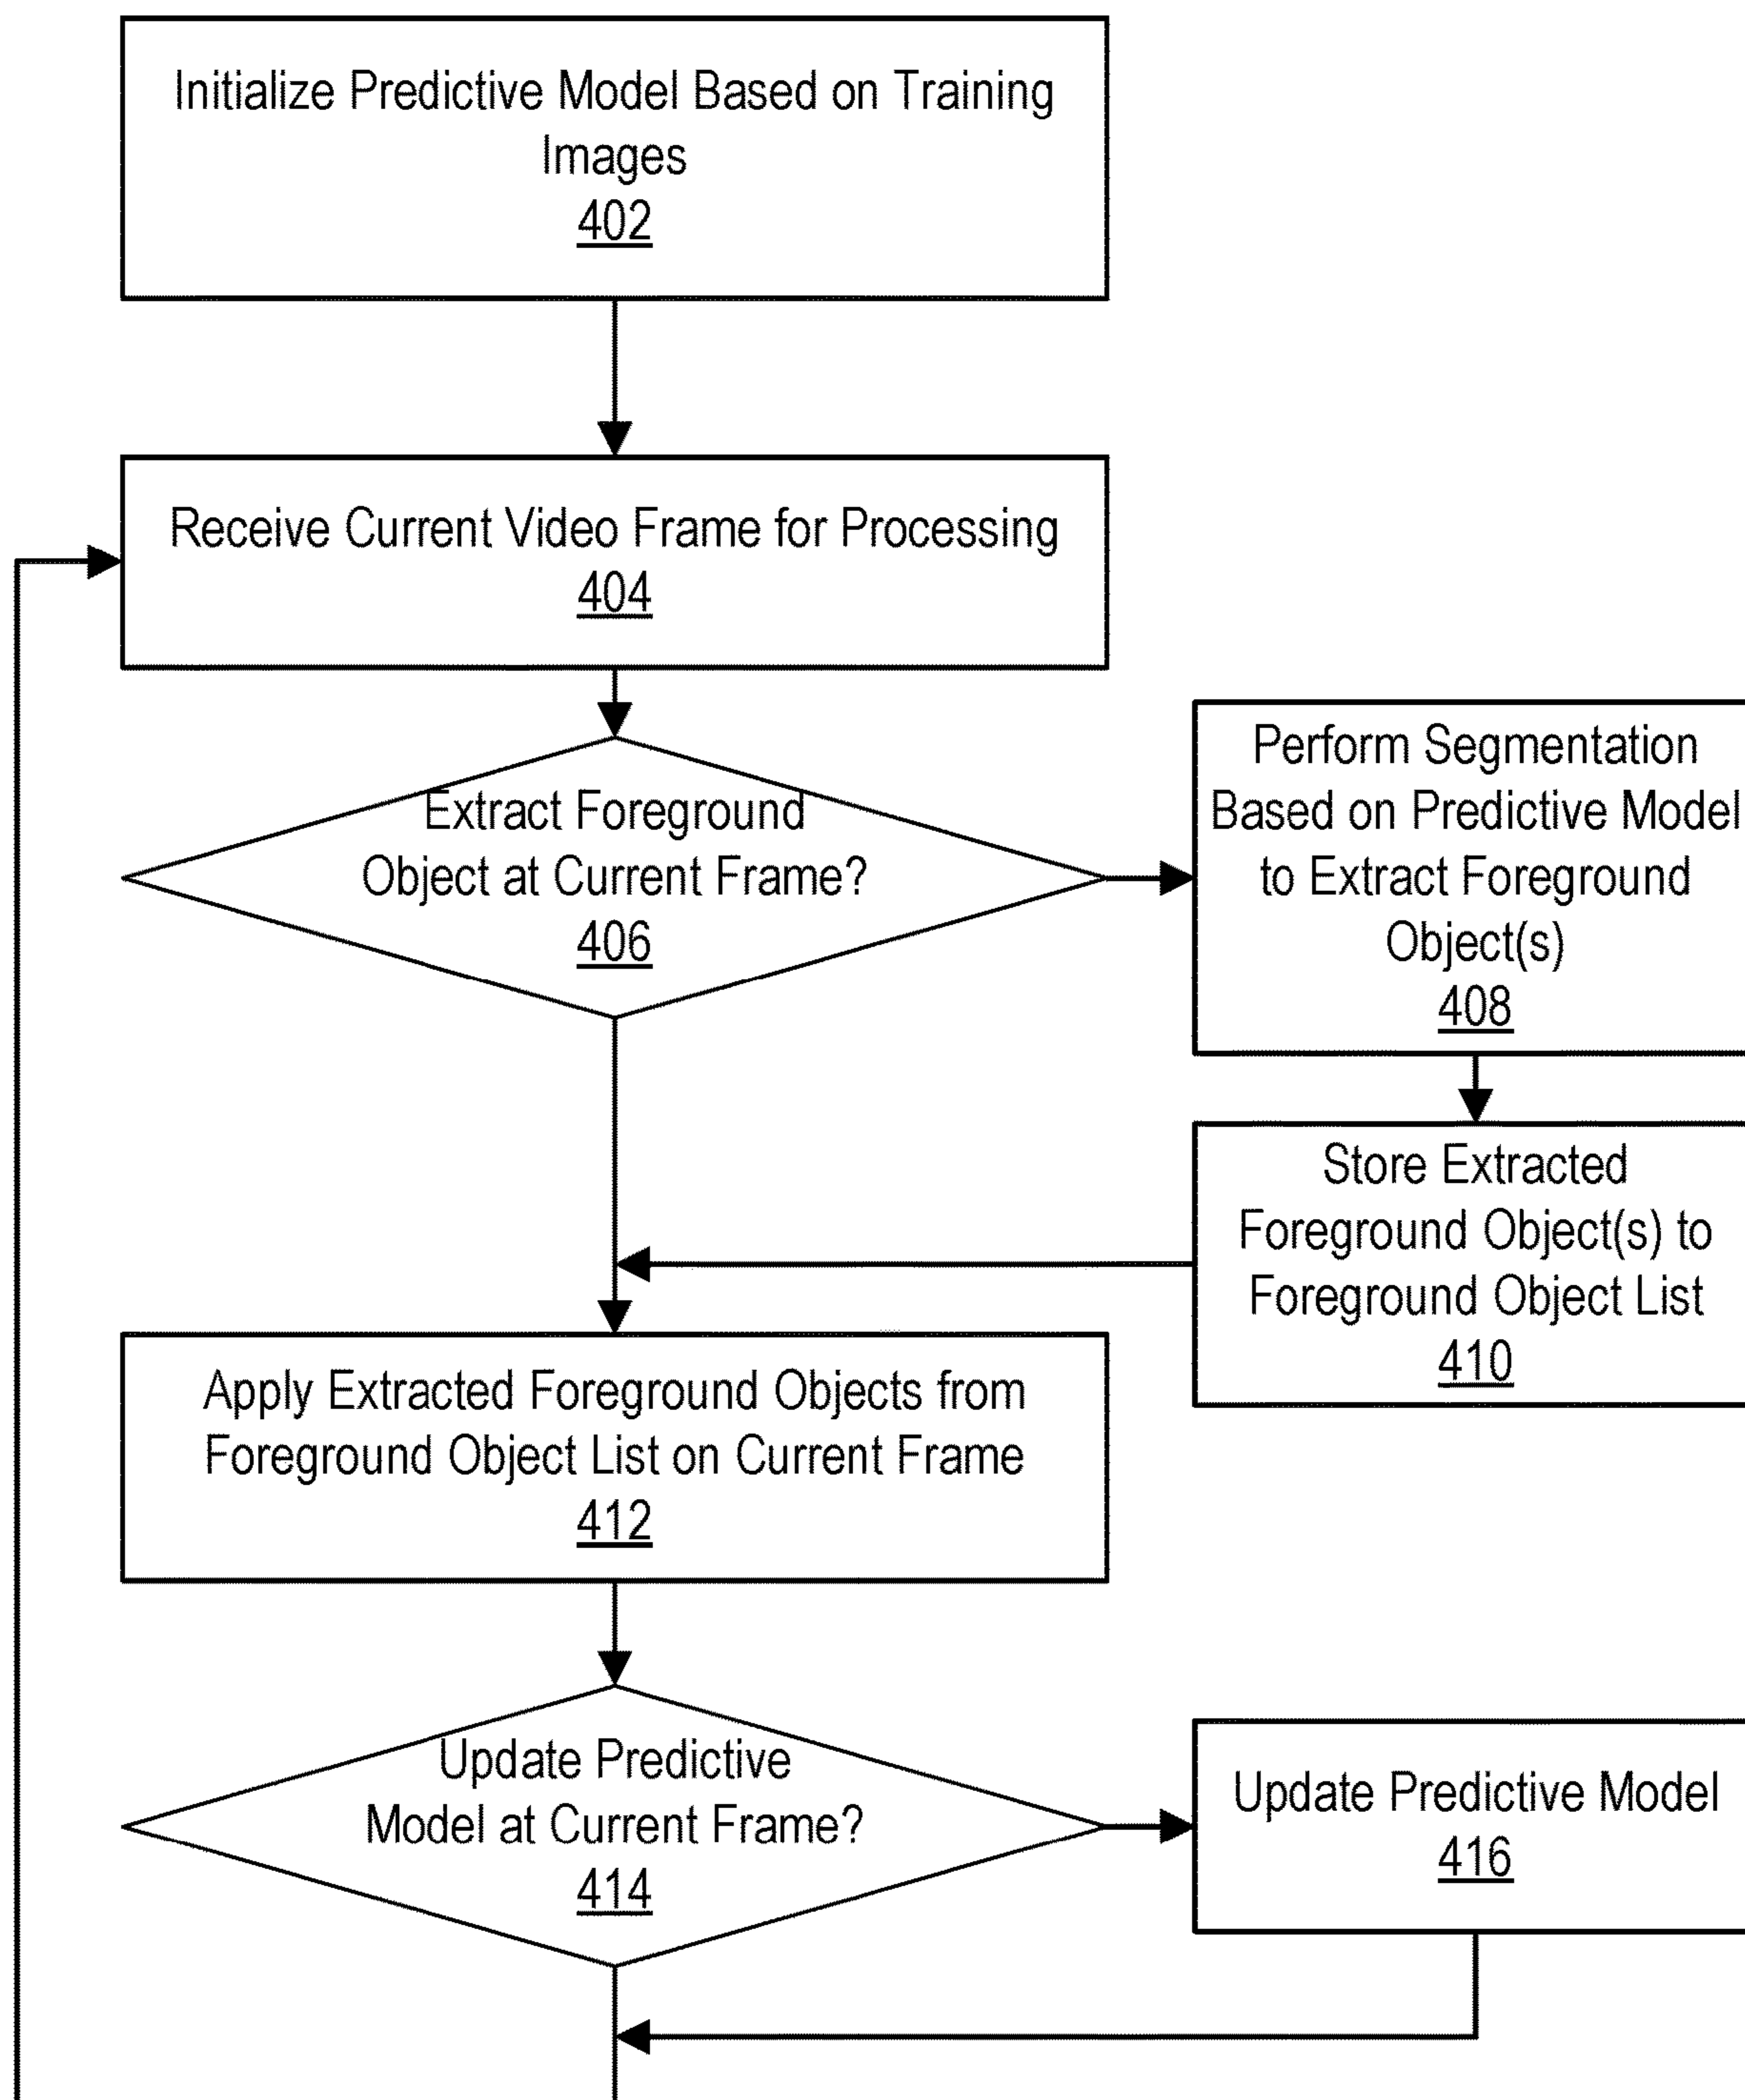 Initialize Predictive Model Based on Training
Images
402
Receive Current Video Frame for Processing
404
Extract Foreground
Object at Current Frame?
406
Perform Segmentation
Based on Predictive Model
to Extract Foreground
Object(s)
408
Store Extracted
Foreground Object(s) to
Foreground Object List
410
Apply Extracted Foreground Objects from
Foreground Object List on Current Frame
412
Update Predictive
Model at Current Frame?
414
Update Predictive Model
416